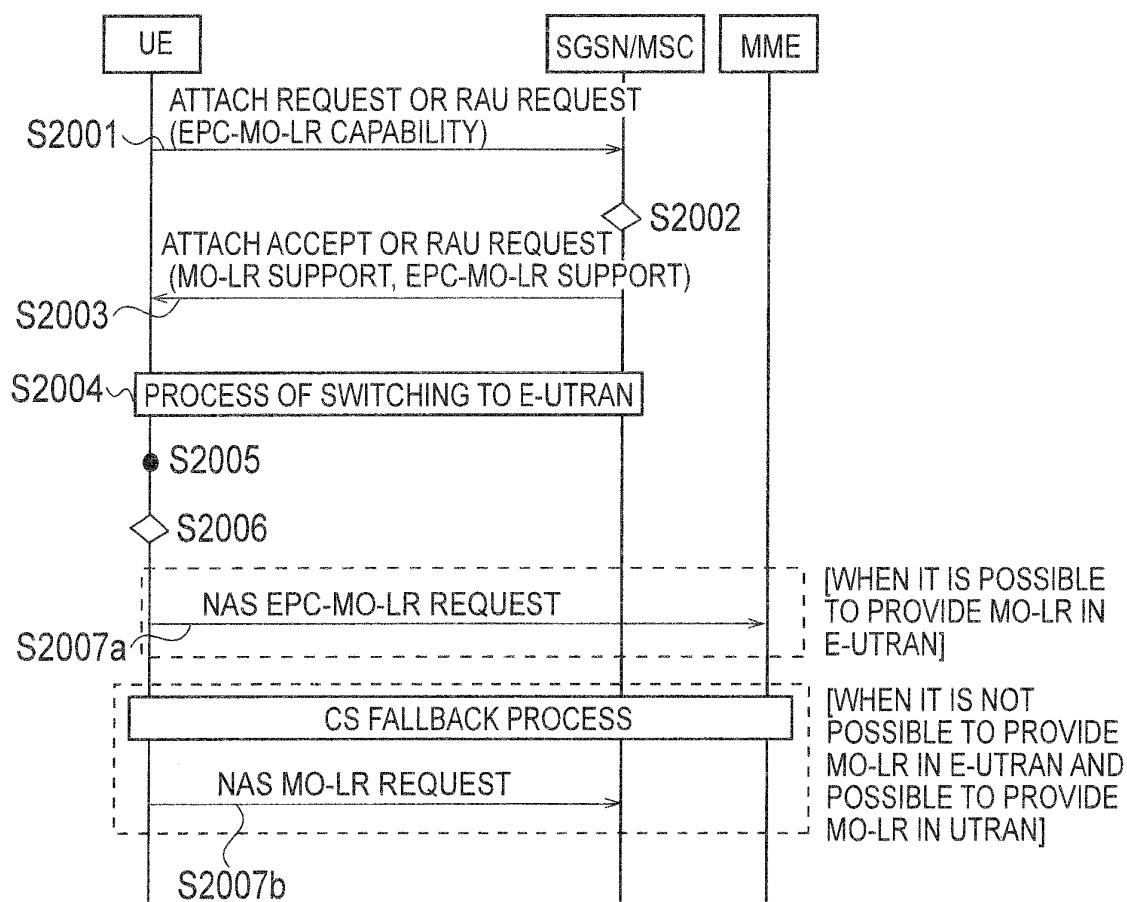 UE
SGSN/MSC
MME
ATTACH REQUEST OR RAU REQUEST
(EPC-MO-LR CAPABILITY)
S2001
S2002
ATTACH ACCEPT OR RAU REQUEST
(MO-LR SUPPORT, EPC-MO-LR SUPPORT)
S2003
S2004
PROCESS OF SWITCHING TO E-UTRAN
S2005
S2006
NAS EPC-MO-LR REQUEST
S2007a
[WHEN IT IS POSSIBLE
TO PROVIDE MO-LR IN
E-UTRAN]
CS FALLBACK PROCESS
NAS MO-LR REQUEST
S2007b
[WHEN IT IS NOT
POSSIBLE TO PROVIDE
MO-LR IN E-UTRAN AND
POSSIBLE TO PROVIDE
MO-LR IN UTRAN]